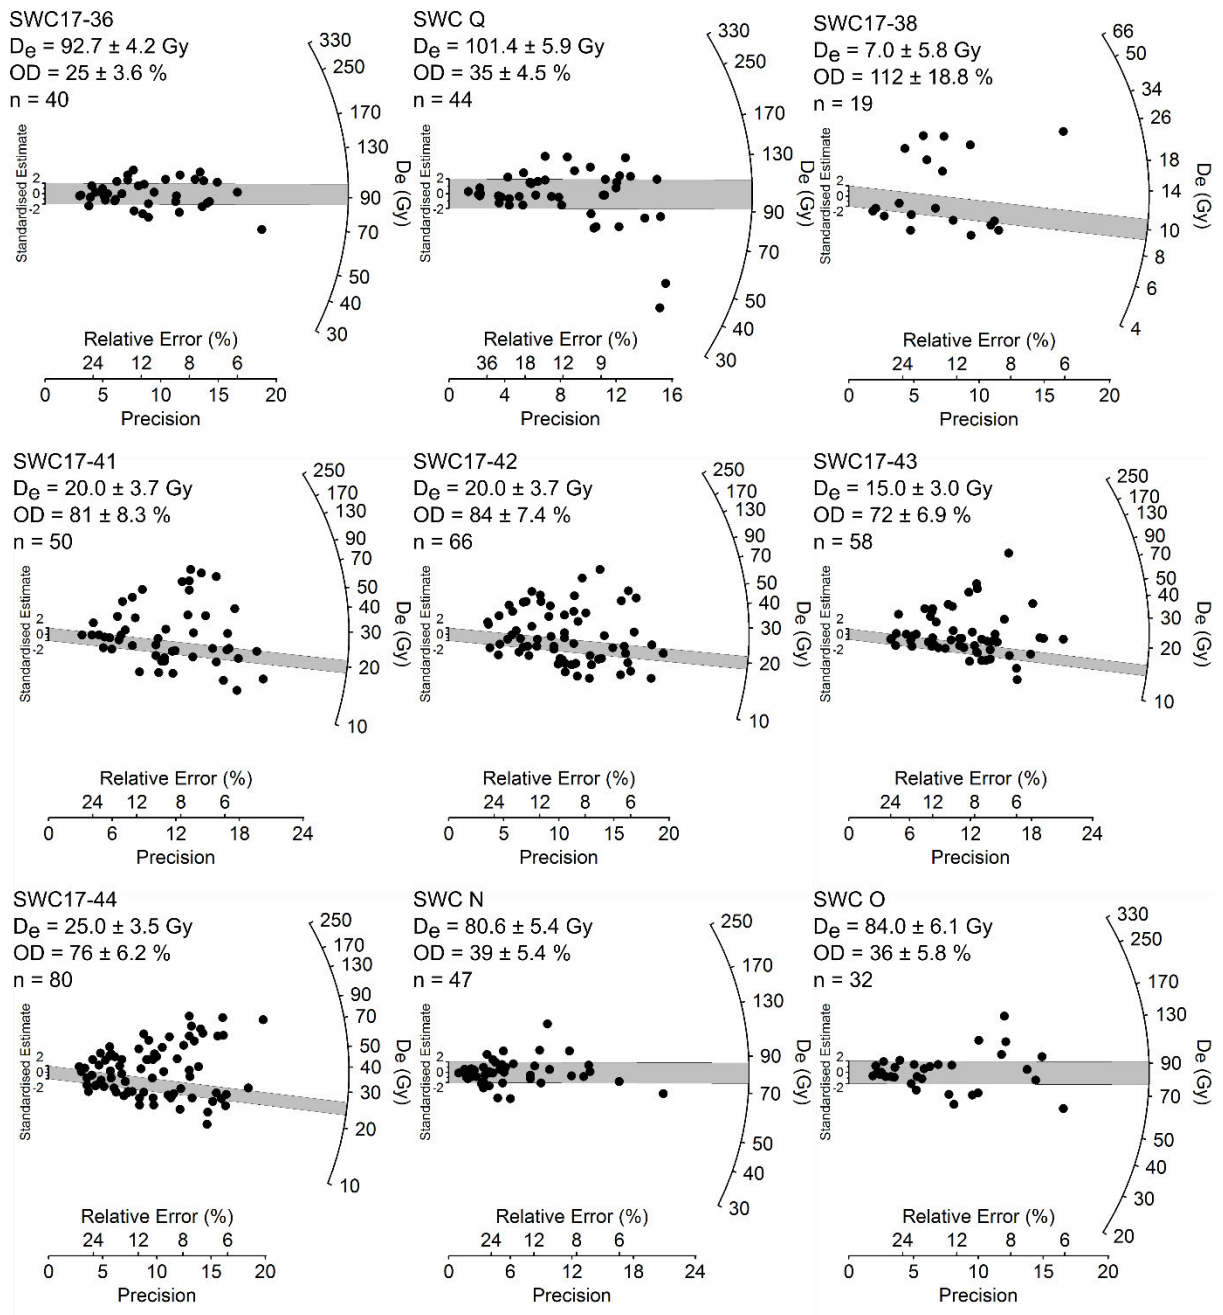 SWC17-36
De = 92.7 ± 4.2 Gy
OD = 25 ± 3.6 %
n = 40
Standardised Estimate
2
0
-2
330
250
170
130
90
70
50
40
30
De (Gy)
Relative Error (%)
24 12 8 6
0 5 10 15 20
Precision
SWC Q
De = 101.4 ± 5.9 Gy
OD = 35 ± 4.5 %
n = 44
Standardised Estimate
2
0
-2
330
250
170
130
90
70
50
40
30
De (Gy)
Relative Error (%)
36 18 12 9
0 4 8 12 16
Precision
SWC17-38
De = 7.0 ± 5.8 Gy
OD = 112 ± 18.8 %
n = 19
Standardised Estimate
2
0
-2
66
50
34
26
18
14
10
8
6
4
De (Gy)
Relative Error (%)
24 12 8 6
0 5 10 15 20
Precision
SWC17-41
De = 20.0 ± 3.7 Gy
OD = 81 ± 8.3 %
n = 50
Standardised Estimate
2
0
-2
250
170
130
90
70
50
40
30
20
10
De (Gy)
Relative Error (%)
24 12 8 6
0 6 12 18 24
Precision
SWC17-42
De = 20.0 ± 3.7 Gy
OD = 84 ± 7.4 %
n = 66
Standardised Estimate
2
0
-2
250
170
130
90
70
50
40
30
20
10
De (Gy)
Relative Error (%)
24 12 8 6
0 5 10 15 20
Precision
SWC17-43
De = 15.0 ± 3.0 Gy
OD = 72 ± 6.9 %
n = 58
Standardised Estimate
2
0
-2
250
170
130
90
70
50
40
30
20
10
De (Gy)
Relative Error (%)
24 12 8 6
0 6 12 18 24
Precision
SWC17-44
De = 25.0 ± 3.5 Gy
OD = 76 ± 6.2 %
n = 80
Standardised Estimate
2
0
-2
250
170
130
90
70
50
40
30
20
10
De (Gy)
Relative Error (%)
24 12 8 6
0 5 10 15 20
Precision
SWC N
De = 80.6 ± 5.4 Gy
OD = 39 ± 5.4 %
n = 47
Standardised Estimate
2
0
-2
250
170
130
90
70
50
40
30
De (Gy)
Relative Error (%)
24 12 8 6
0 6 12 18 24
Precision
SWC O
De = 84.0 ± 6.1 Gy
OD = 36 ± 5.8 %
n = 32
Standardised Estimate
2
0
-2
330
250
170
130
90
70
50
40
30
20
De (Gy)
Relative Error (%)
24 12 8 6
0 5 10 15 20
Precision